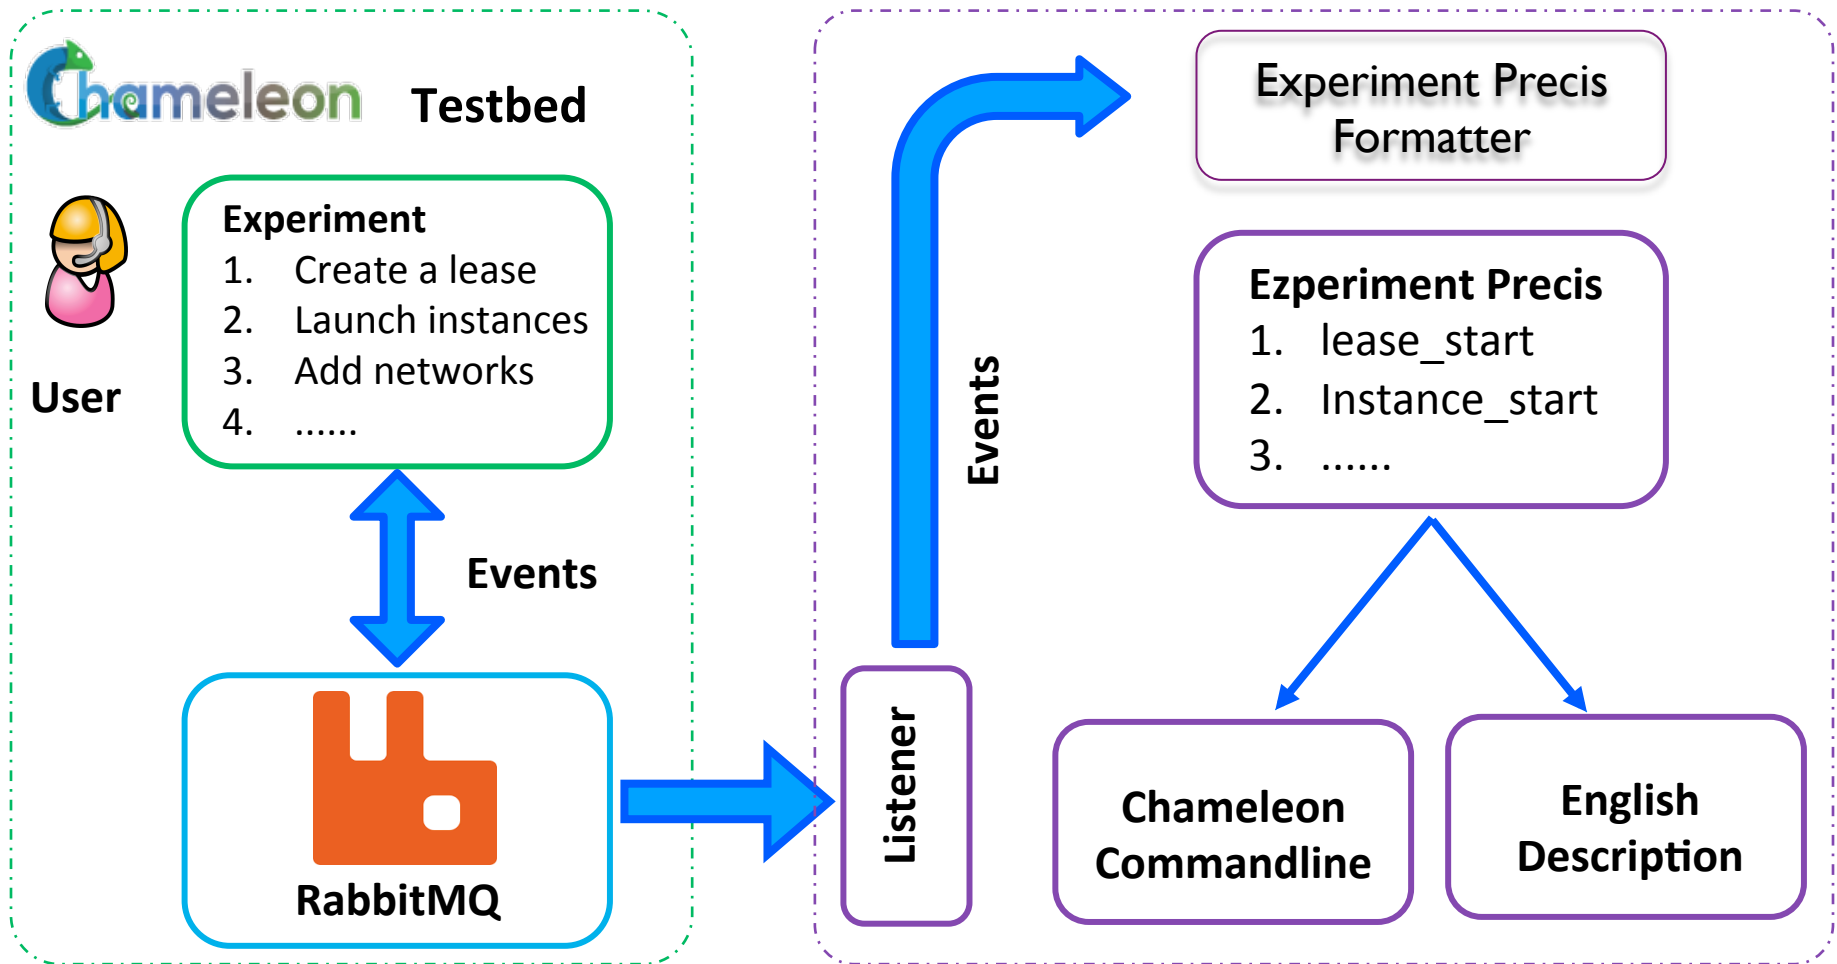 Chameleon
Testbed
User
Experiment
1. Create a lease
2. Launch instances
3. Add networks
4. ......
Events
RabbitMQ
Listener
Events
Experiment Precis
Formatter
Ezperiment Precis
1. lease_start
2. Instance_start
3. ......
Chameleon
Commandline
English
Description